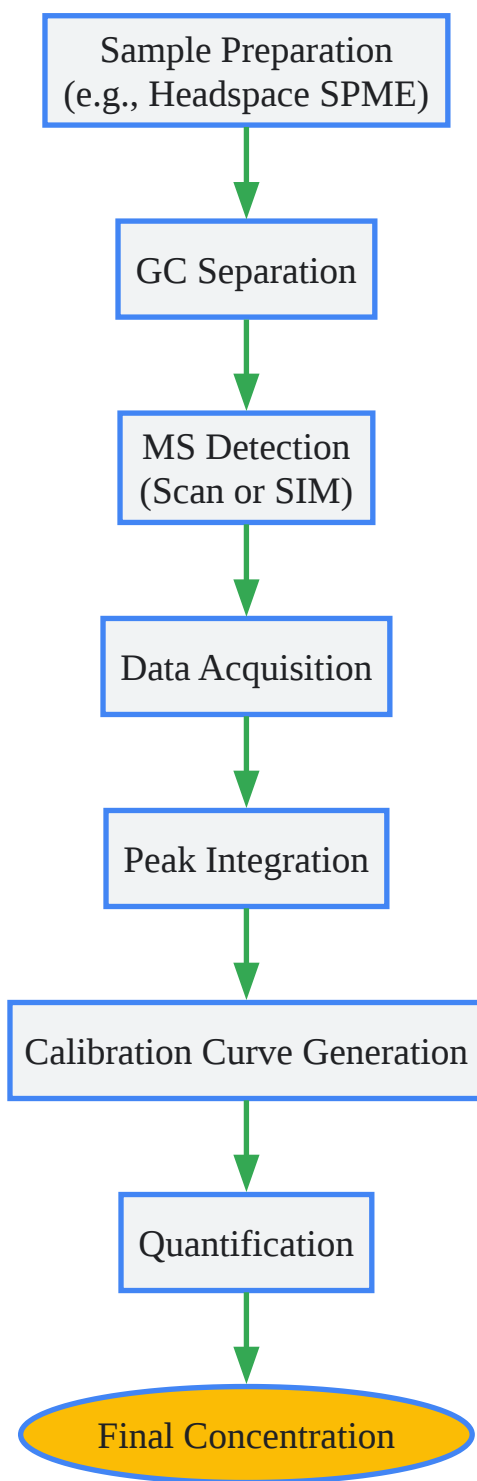 Sample Preparation
(e.g., Headspace SPME)
GC Separation
MS Detection
(Scan or SIM)
Data Acquisition
Peak Integration
Calibration Curve Generation
Quantification
Final Concentration